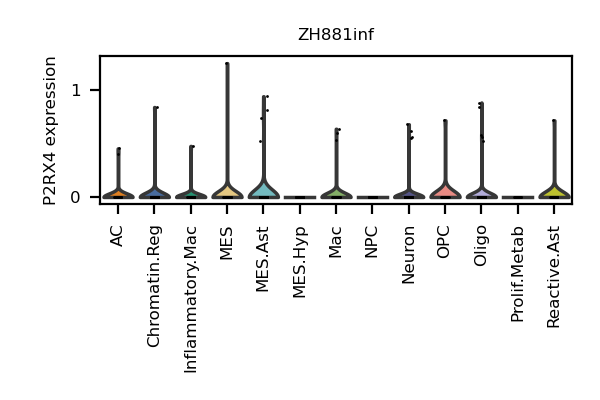 ZH881inf
P2RX4 expression
1
0
AC
Chromatin.Reg
Inflammatory.Mac
MES
MES.Ast
MES.Hyp
Mac
NPC
Neuron
OPC
Oligo
Prolif.Metab
Reactive.Ast